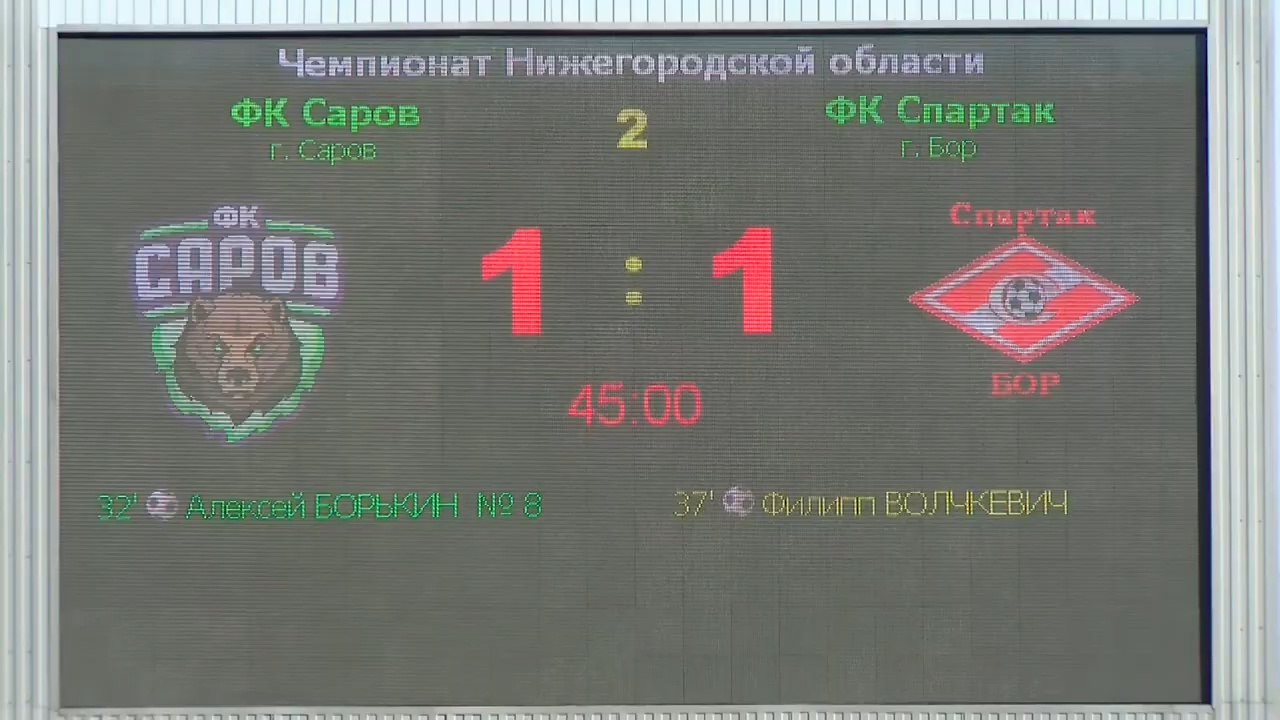 Чемпионат Нижегородской области
ФК Саров
2
ФК Спартак
г. Саров
г. Бор
ФК
САРОВ
1 : 1
Спартак
БОР
45:00
32' Алексей БОРЬКИН № 8
37' Филипп ВОЛЧКЕВИЧ